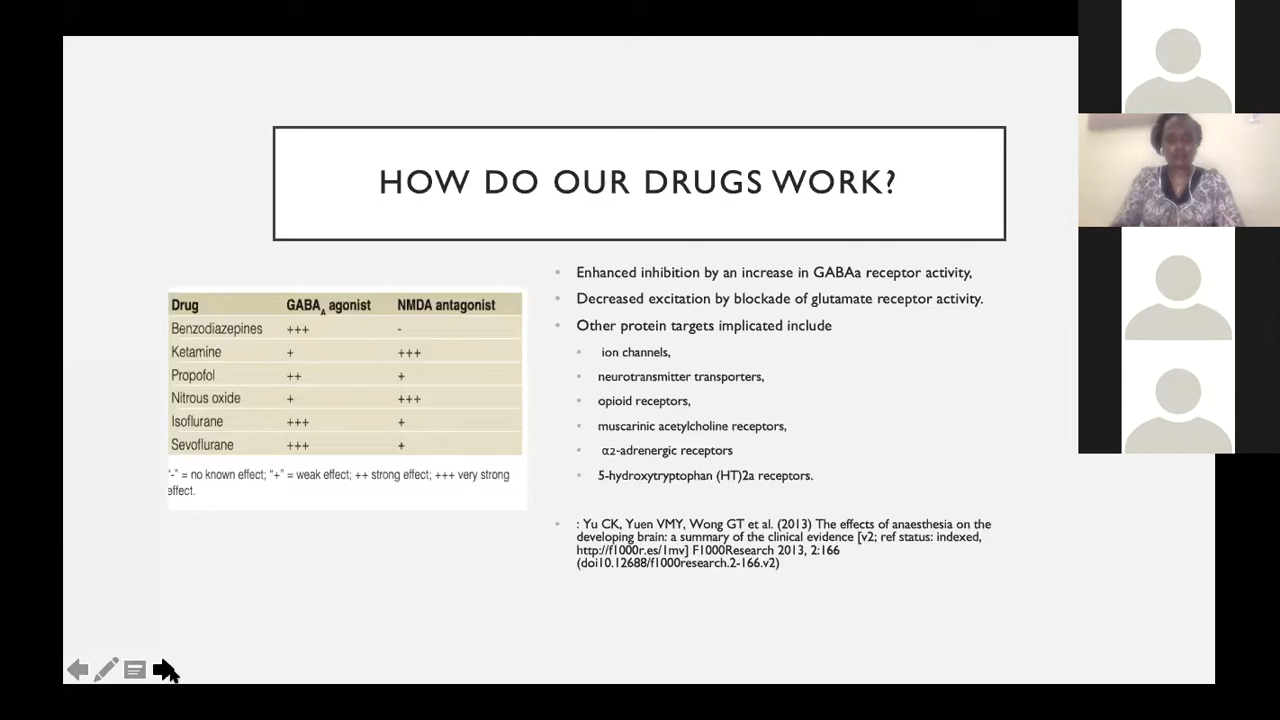 HOW DO OUR DRUGS WORK?
Drug GABAA agonist NMDA antagonist
Benzodiazepines +++ -
Ketamine + +++
Propofol ++ +
Nitrous oxide + +++
Isoflurane +++ +
Sevoflurane +++ +
"-" = no known effect; "+" = weak effect; ++ strong effect; +++ very strong
effect.
• Enhanced inhibition by an increase in GABAa receptor activity,
• Decreased excitation by blockade of glutamate receptor activity.
• Other protein targets implicated include
• ion channels,
• neurotransmitter transporters,
• opioid receptors,
• muscarinic acetylcholine receptors,
• α2-adrenergic receptors
• 5-hydroxytryptophan (HT)2a receptors.
• : Yu CK, Yuen VMY, Wong GT et al. (2013) The effects of anaesthesia on the
developing brain: a summary of the clinical evidence [v2; ref status: indexed,
http://f1000r.es/1mv] F1000Research 2013, 2:166
(doi10.12688/f1000research.2-166.v2)